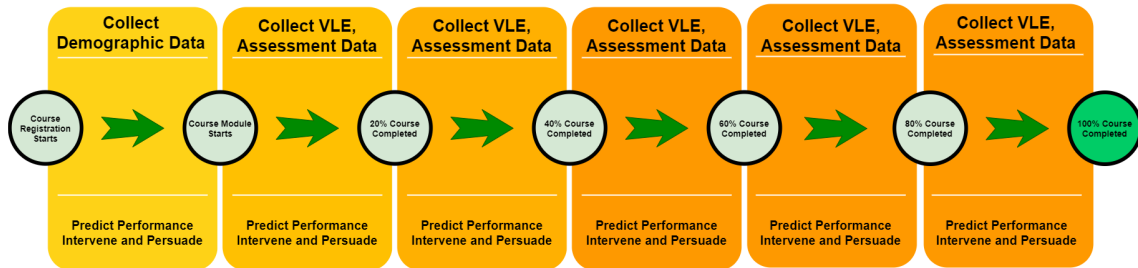 Collect
Demographic Data
Collect VLE,
Assessment Data
Collect VLE,
Assessment Data
Collect VLE,
Assessment Data
Collect VLE,
Assessment Data
Collect VLE,
Assessment Data
Course
Registration
Starts
Course Module
Starts
20% Course
Completed
40% Course
Completed
60% Course
Completed
80% Course
Completed
100% Course
Completed
Predict Performance
Intervene and Persuade
Predict Performance
Intervene and Persuade
Predict Performance
Intervene and Persuade
Predict Performance
Intervene and Persuade
Predict Performance
Intervene and Persuade
Predict Performance
Intervene and Persuade